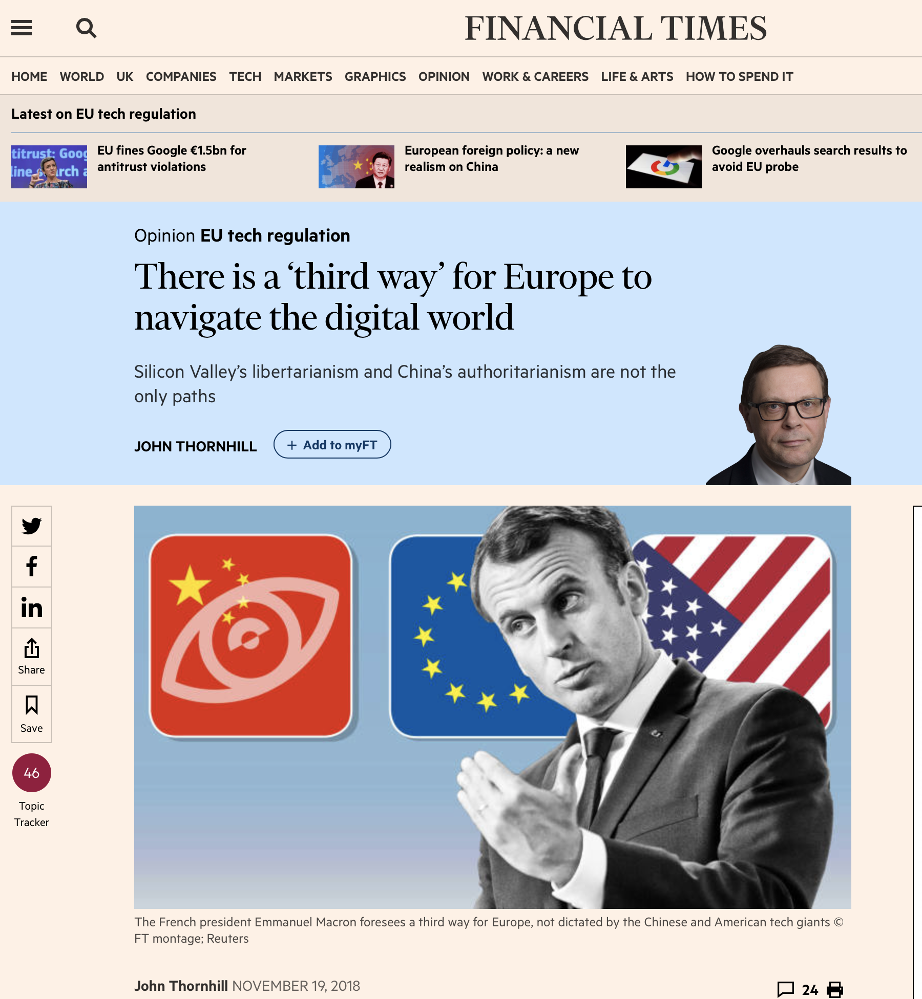 FINANCIAL TIMES
HOME WORLD UK COMPANIES TECH MARKETS GRAPHICS OPINION WORK & CAREERS LIFE & ARTS HOW TO SPEND IT
Latest on EU tech regulation
titrust: Goog
line search a
EU fines Google €1.5bn for
antitrust violations
European foreign policy: a new
realism on China
Google overhauls search results to
avoid EU probe
Opinion EU tech regulation
There is a ‘third way’ for Europe to
navigate the digital world
Silicon Valley’s libertarianism and China’s authoritarianism are not the
only paths
JOHN THORNHILL
+ Add to myFT
Share
Save
46
Topic
Tracker
The French president Emmanuel Macron foresees a third way for Europe, not dictated by the Chinese and American tech giants ©
FT montage; Reuters
John Thornhill NOVEMBER 19, 2018
24